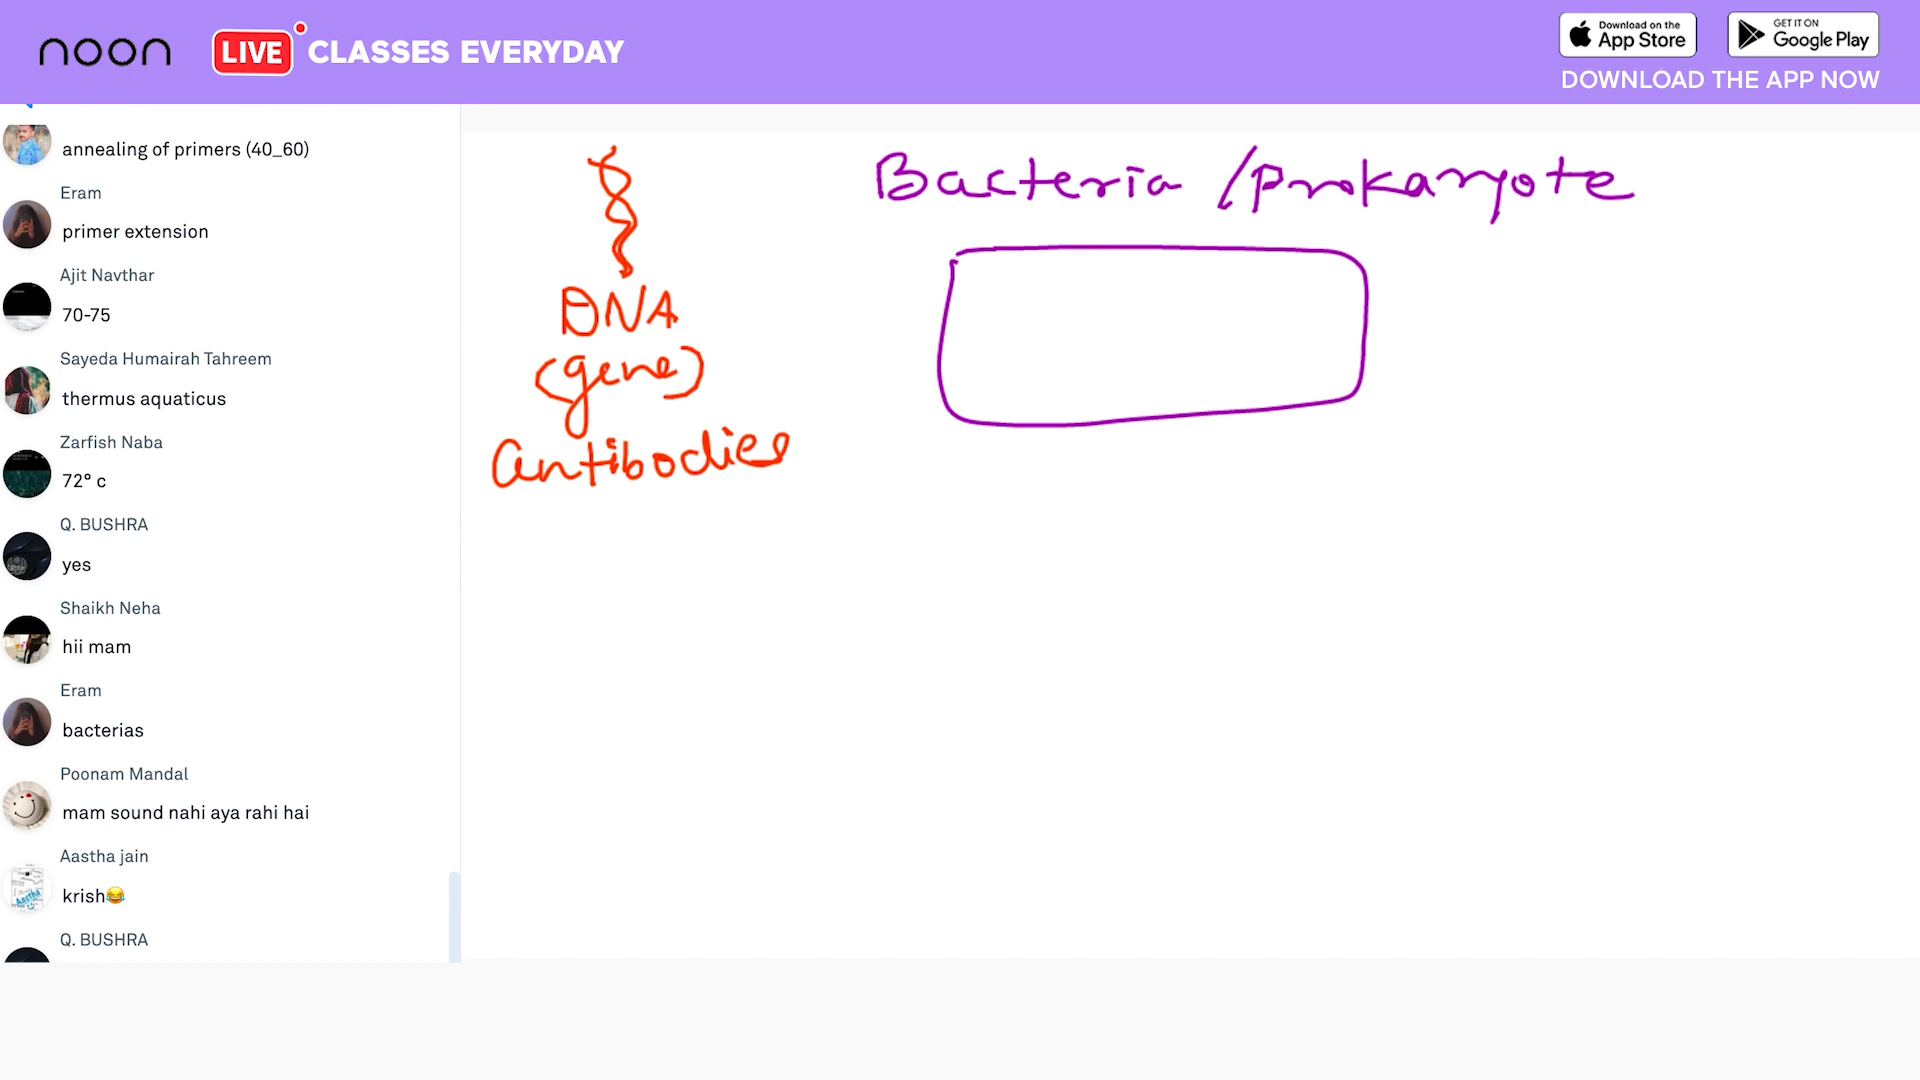 noon LIVE CLASSES EVERYDAY
Download on the App Store
GET IT ON Google Play
DOWNLOAD THE APP NOW
annealing of primers (40_60)
Eram
primer extension
Ajit Navthar
70-75
Sayeda Humairah Tahreem
thermus aquaticus
Zarfish Naba
72° c
Q. BUSHRA
yes
Shaikh Neha
hii mam
Eram
bacterias
Poonam Mandal
mam sound nahi aya rahi hai
Aastha jain
krish😂
Q. BUSHRA
DNA
(gene)
antibodies
Bacteria /Prokaryote